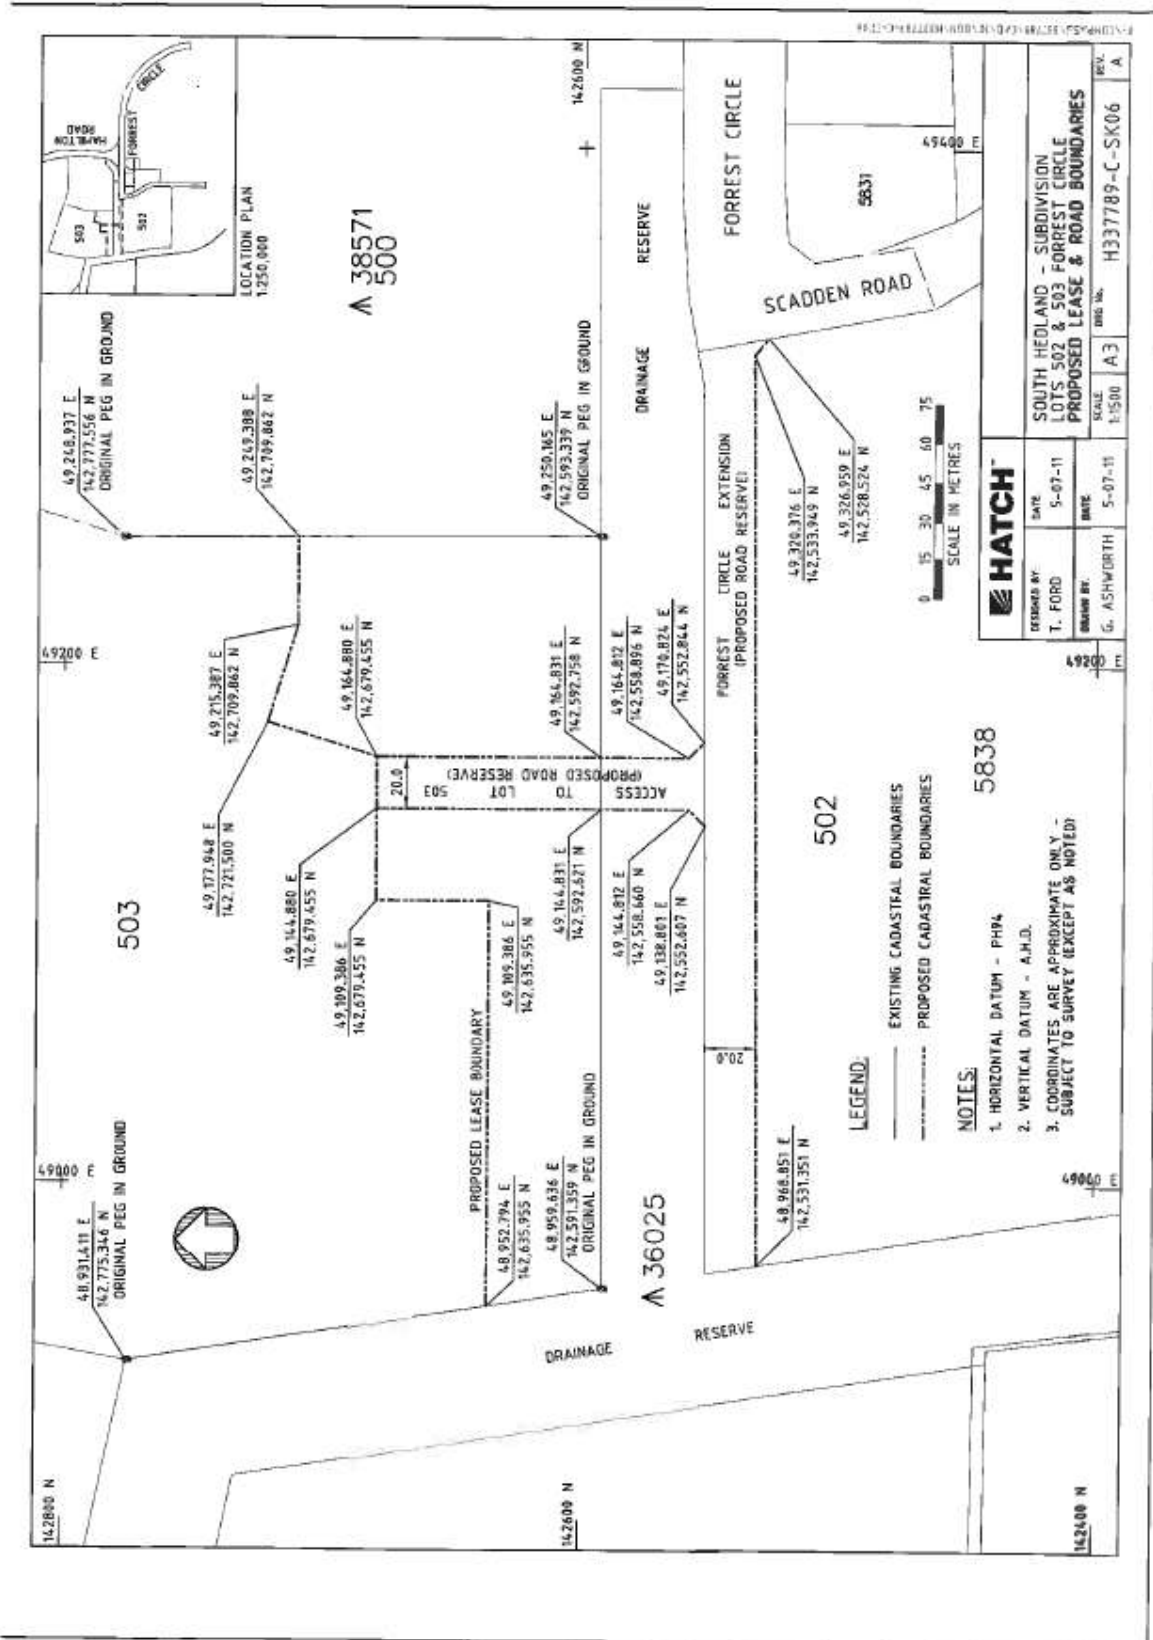 HAMILTON
ROAD
CIRCLE
FORREST
503
502
LOCATION PLAN
1:250,000
48,931.411 E
142,775.346 N
ORIGINAL PEG IN GROUND
49,248.937 E
142,777.556 N
ORIGINAL PEG IN GROUND
49,249.388 E
142,709.862 N
49,215.387 E
142,709.862 N
49,177.948 E
142,721.500 N
49,164.880 E
142,679.455 N
49,144.880 E
142,679.455 N
49,109.386 E
142,679.455 N
49,109.386 E
142,635.955 N
48,952.794 E
142,635.955 N
48,959.636 E
142,591.359 N
ORIGINAL PEG IN GROUND
49,250.165 E
142,593.339 N
ORIGINAL PEG IN GROUND
49,164.831 E
142,592.758 N
49,144.831 E
142,592.621 N
49,164.812 E
142,558.896 N
49,170.824 E
142,552.844 N
49,144.812 E
142,558.660 N
49,138.801 E
142,552.607 N
49,320.376 E
142,533.949 N
49,326.959 E
142,528.524 N
48,968.851 E
142,531.351 N
142800 N
142600 N
142400 N
142600 N
49000 E
49200 E
49000 E
49200 E
49400 E
503
38571
500
36025
502
5838
5831
PROPOSED LEASE BOUNDARY
20.0
ACCESS TO LOT 503
(PROPOSED ROAD RESERVE)
20.0
DRAINAGE RESERVE
DRAINAGE RESERVE
FORREST CIRCLE
FORREST CIRCLE EXTENSION
(PROPOSED ROAD RESERVE)
SCADDEN ROAD
LEGEND:
EXISTING CADASTRAL BOUNDARIES
PROPOSED CADASTRAL BOUNDARIES
NOTES:
1. HORIZONTAL DATUM - PH94
2. VERTICAL DATUM - A.H.D.
3. COORDINATES ARE APPROXIMATE ONLY -
SUBJECT TO SURVEY (EXCEPT AS NOTED)
0 15 30 45 60 75
SCALE IN METRES
HATCH™
DESIGNED BY:
T. FORD
DATE
5-07-11
DRAWN BY.
G. ASHWORTH
DATE
5-07-11
SOUTH HEDLAND - SUBDIVISION
LOTS 502 & 503 FORREST CIRCLE
PROPOSED LEASE & ROAD BOUNDARIES
SCALE:
1:1500
A3
DRG No.
H337789-C-SK06
REV.
A